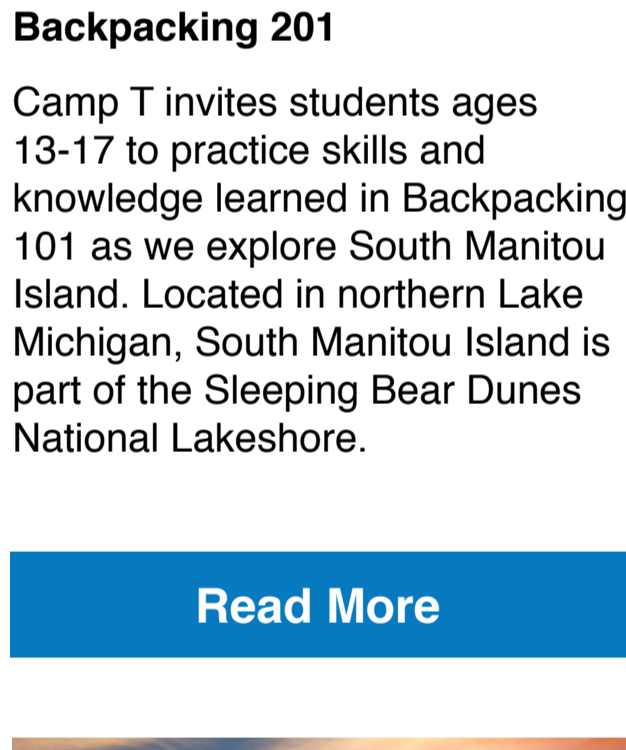 Backpacking 201
Camp T invites students ages
13-17 to practice skills and
knowledge learned in Backpacking
101 as we explore South Manitou
Island. Located in northern Lake
Michigan, South Manitou Island is
part of the Sleeping Bear Dunes
National Lakeshore.
Read More